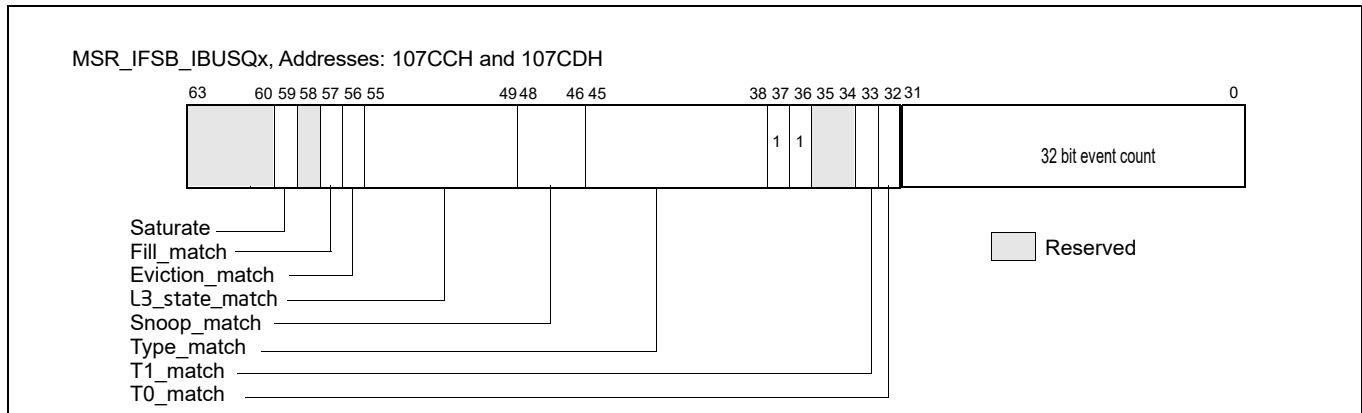 MSR_IFSB_IBUSQx, Addresses: 107CCH and 107CDH
63 60 59 58 57 56 55 49 48 46 45 38 37 36 35 34 33 32 31 0
1 1 32 bit event count
Saturate
Fill_match
Eviction_match
L3_state_match
Snoop_match
Type_match
T1_match
T0_match
Reserved